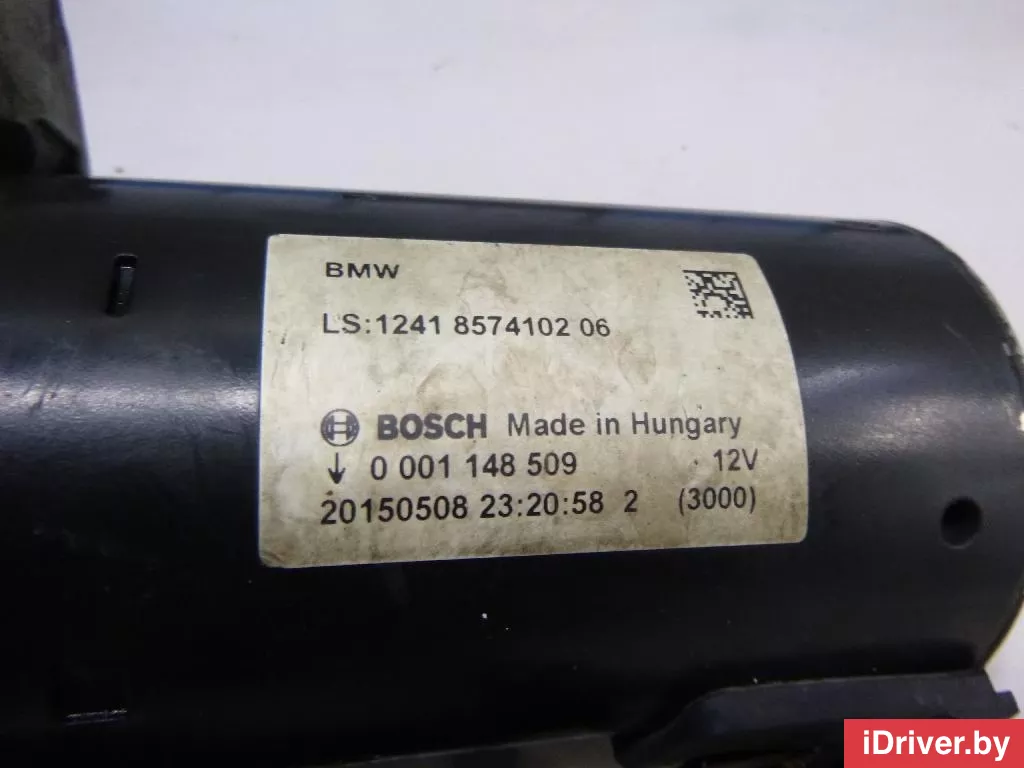 BMW
LS:1241 8574102 06
BOSCH Made in Hungary
↓ 0 001 148 509 12V
20150508 23:20:58 2 (3000)
iDriver.by